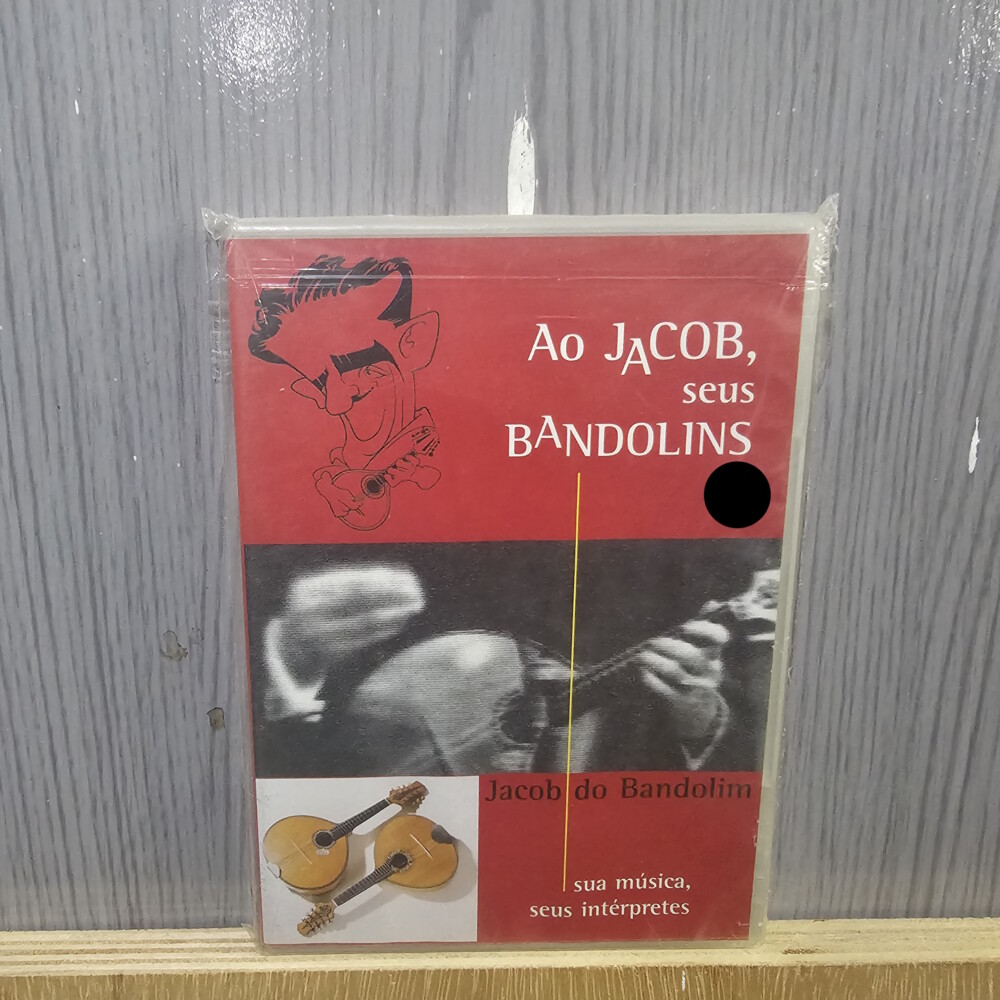 Ao JACOB,
seus
BANDOLINS
Jacob do Bandolim
sua música,
seus intérpretes